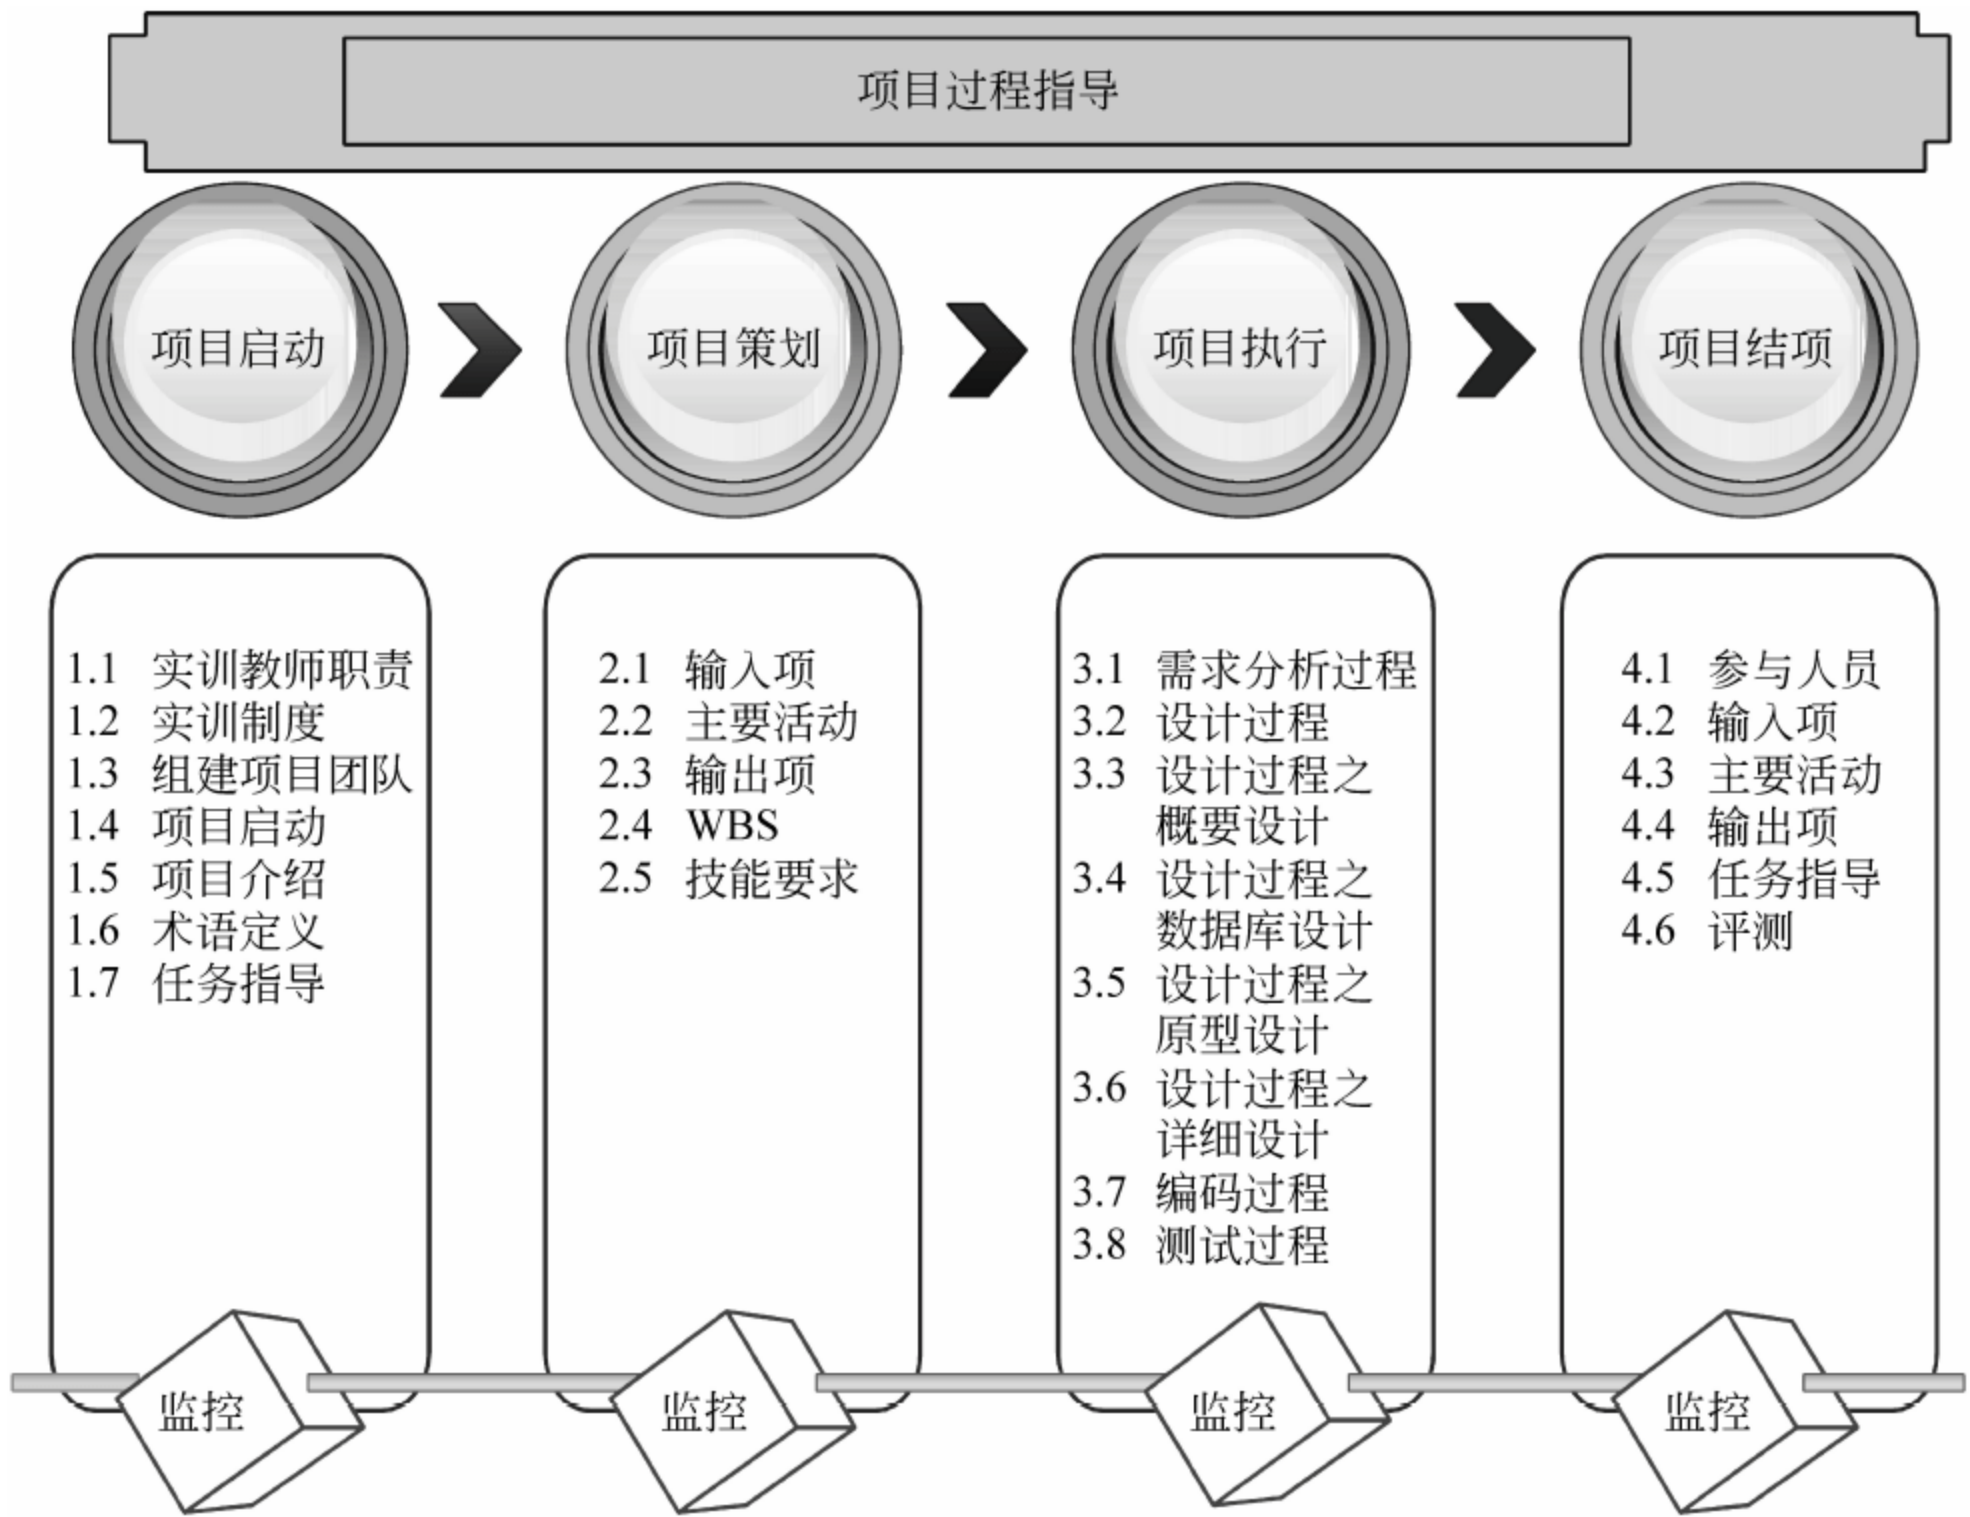 项目过程指导
项目启动
项目策划
项目执行
项目结项
1.1 实训教师职责
1.2 实训制度
1.3 组建项目团队
1.4 项目启动
1.5 项目介绍
1.6 术语定义
1.7 任务指导
2.1 输入项
2.2 主要活动
2.3 输出项
2.4 WBS
2.5 技能要求
3.1 需求分析过程
3.2 设计过程
3.3 设计过程之
概要设计
3.4 设计过程之
数据库设计
3.5 设计过程之
原型设计
3.6 设计过程之
详细设计
3.7 编码过程
3.8 测试过程
4.1 参与人员
4.2 输入项
4.3 主要活动
4.4 输出项
4.5 任务指导
4.6 评测
监控
监控
监控
监控